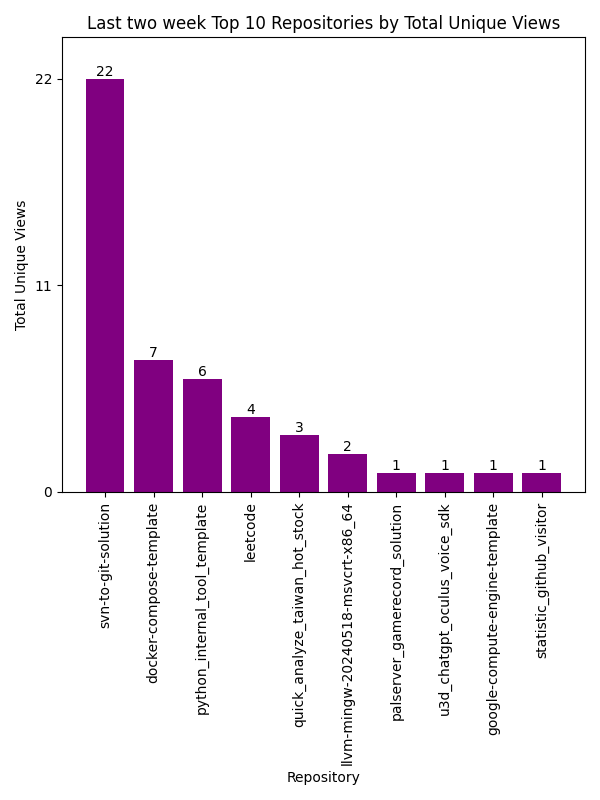 Last two week Top 10 Repositories by Total Unique Views
Total Unique Views
22
11
0
22
7
6
4
3
2
1
1
1
1
svn-to-git-solution
docker-compose-template
python_internal_tool_template
leetcode
quick_analyze_taiwan_hot_stock
llvm-mingw-20240518-msvcrt-x86_64
palserver_gamerecord_solution
u3d_chatgpt_oculus_voice_sdk
google-compute-engine-template
statistic_github_visitor
Repository